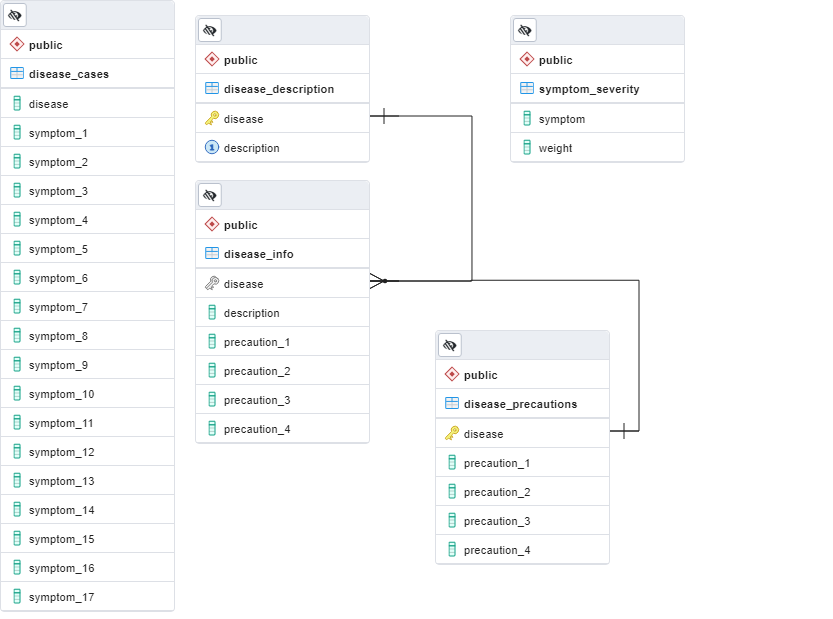 public
disease_cases
disease
symptom_1
symptom_2
symptom_3
symptom_4
symptom_5
symptom_6
symptom_7
symptom_8
symptom_9
symptom_10
symptom_11
symptom_12
symptom_13
symptom_14
symptom_15
symptom_16
symptom_17
public
disease_description
disease
1 description
public
disease_info
disease
description
precaution_1
precaution_2
precaution_3
precaution_4
public
symptom_severity
symptom
weight
public
disease_precautions
disease
precaution_1
precaution_2
precaution_3
precaution_4